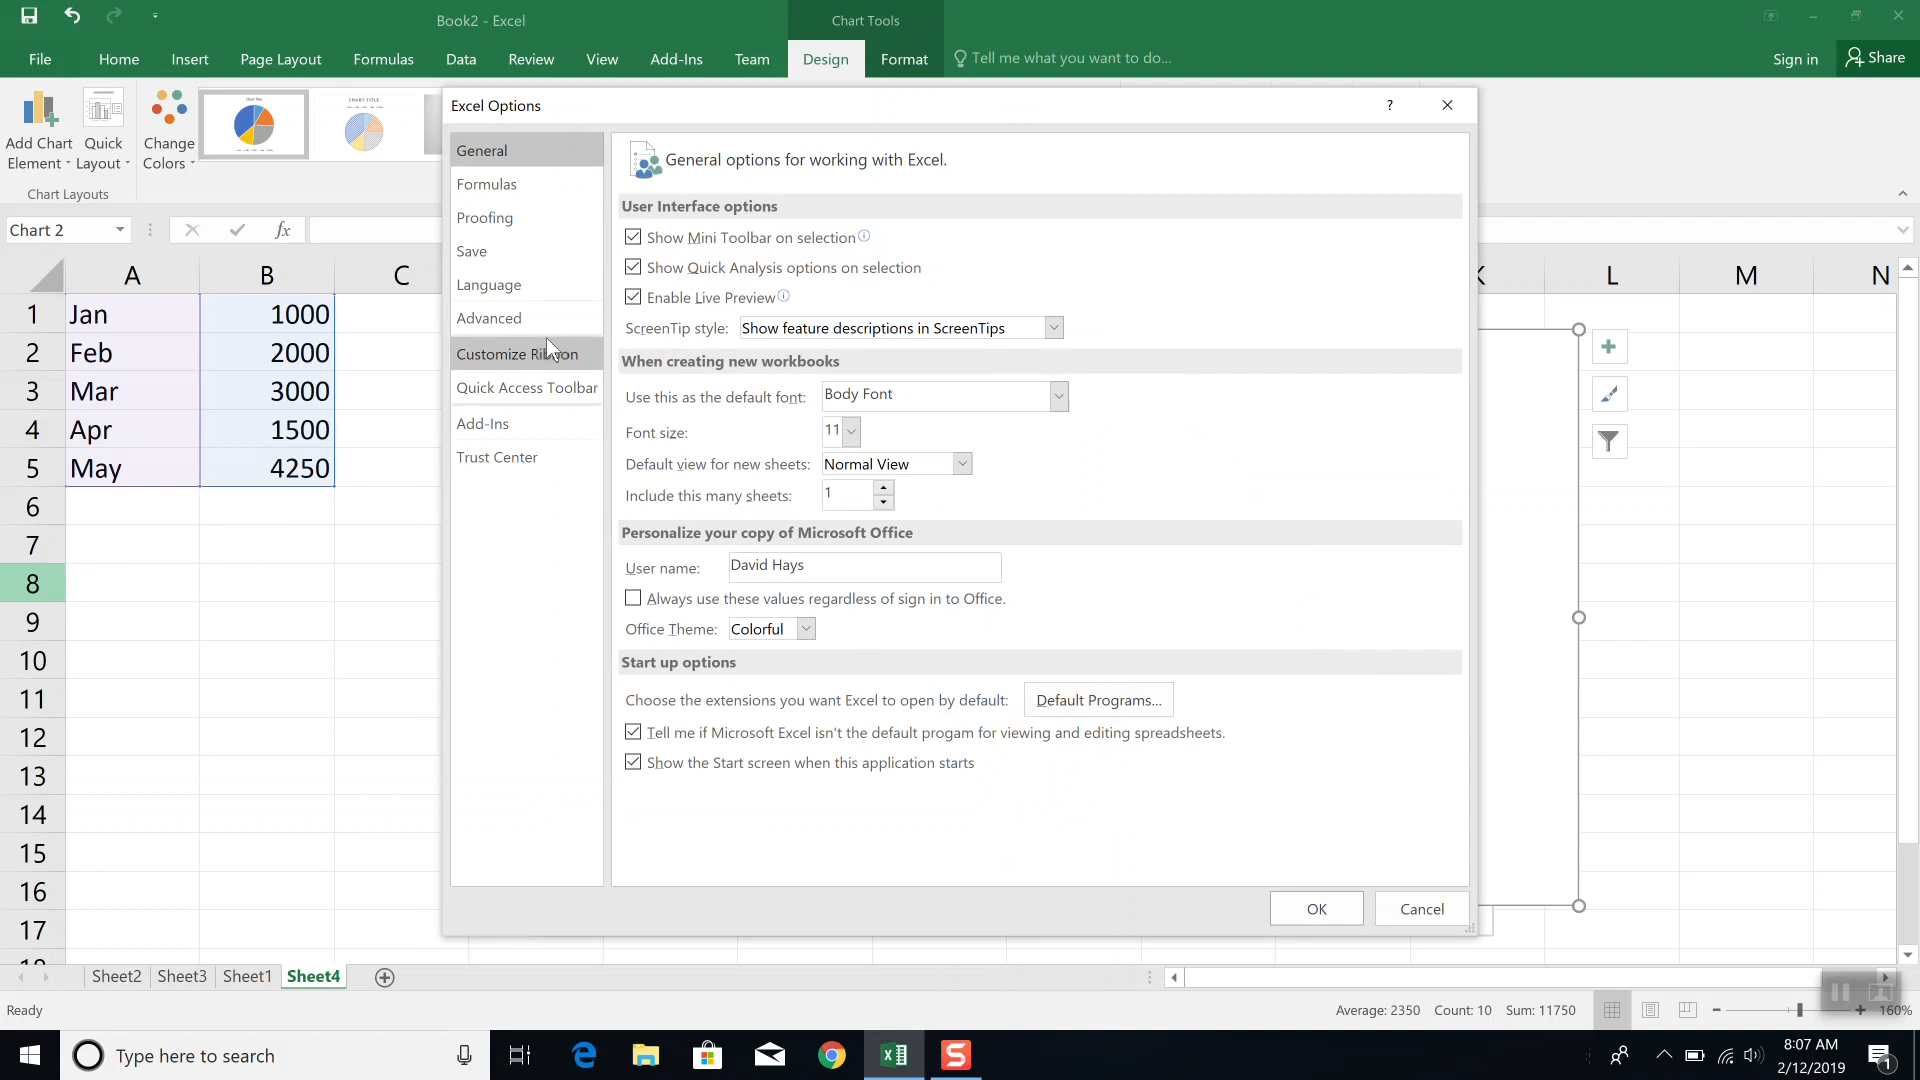 Book2 - Excel
Chart Tools
File
Home
Insert
Page Layout
Formulas
Data
Review
View
Add-Ins
Team
Design
Format
Tell me what you want to do...
Sign in
Share
Add Chart
Element
Quick
Layout
Change
Colors
Chart Layouts
Chart Title
CHART TITLE
Excel Options
?
General
Formulas
Proofing
Save
Language
Advanced
Customize Ribbon
Quick Access Toolbar
Add-Ins
Trust Center
General options for working with Excel.
User Interface options
Show Mini Toolbar on selection
Show Quick Analysis options on selection
Enable Live Preview
ScreenTip style: Show feature descriptions in ScreenTips
When creating new workbooks
Use this as the default font: Body Font
Font size: 11
Default view for new sheets: Normal View
Include this many sheets: 1
Personalize your copy of Microsoft Office
User name: David Hays
Always use these values regardless of sign in to Office.
Office Theme: Colorful
Start up options
Choose the extensions you want Excel to open by default: Default Programs...
Tell me if Microsoft Excel isn't the default progam for viewing and editing spreadsheets.
Show the Start screen when this application starts
OK
Cancel
Chart 2
fx
A B C K L M N
1 Jan 1000
2 Feb 2000
3 Mar 3000
4 Apr 1500
5 May 4250
6
7
8
9
10
11
12
13
14
15
16
17
18
Sheet2 Sheet3 Sheet1 Sheet4
Ready
Average: 2350 Count: 10 Sum: 11750
160%
Type here to search
8:07 AM
2/12/2019
1